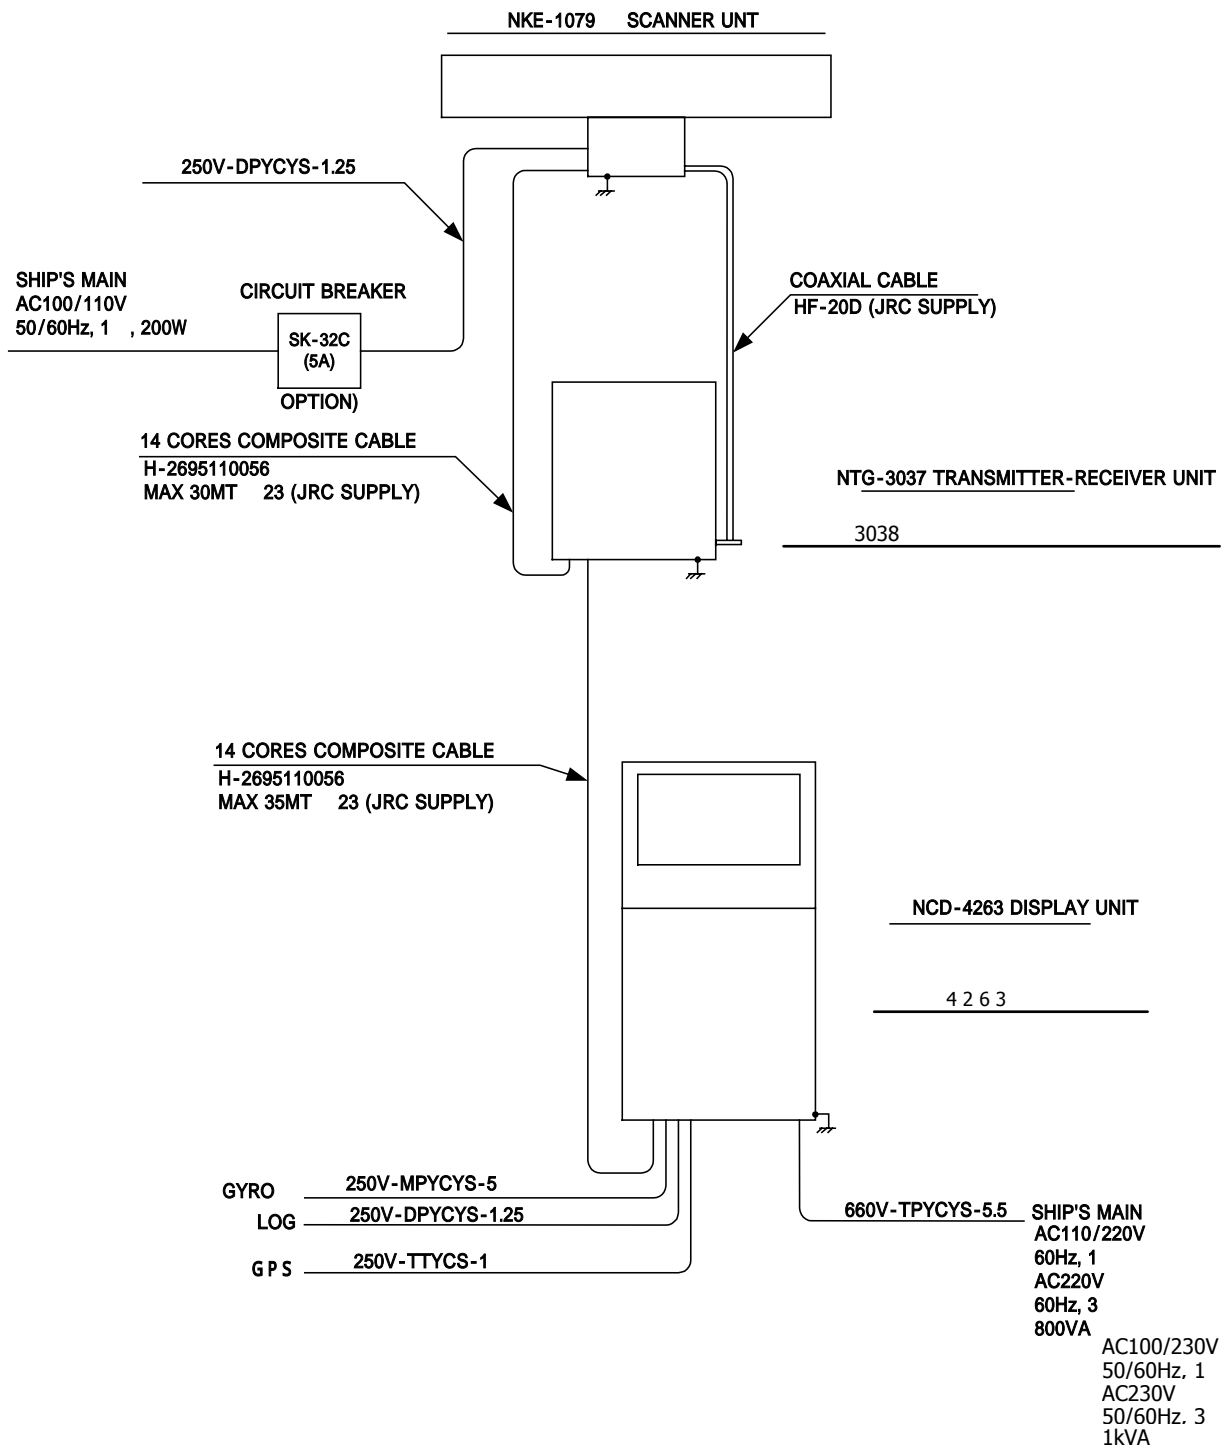 NKE-1079 SCANNER UNT
250V-DPYCYS-1.25
SHIP'S MAIN
AC100/110V
50/60Hz, 1 , 200W
CIRCUIT BREAKER
SK-32C
(5A)
OPTION)
COAXIAL CABLE
HF-20D (JRC SUPPLY)
14 CORES COMPOSITE CABLE
H-2695110056
MAX 30MT 23 (JRC SUPPLY)
NTG-3037 TRANSMITTER-RECEIVER UNIT
3038
14 CORES COMPOSITE CABLE
H-2695110056
MAX 35MT 23 (JRC SUPPLY)
NCD-4263 DISPLAY UNIT
4263
GYRO 250V-MPYCYS-5
LOG 250V-DPYCYS-1.25
GPS 250V-TTYCS-1
660V-TPYCYS-5.5
SHIP'S MAIN
AC110/220V
60Hz, 1
AC220V
60Hz, 3
800VA
AC100/230V
50/60Hz, 1
AC230V
50/60Hz, 3
1kVA